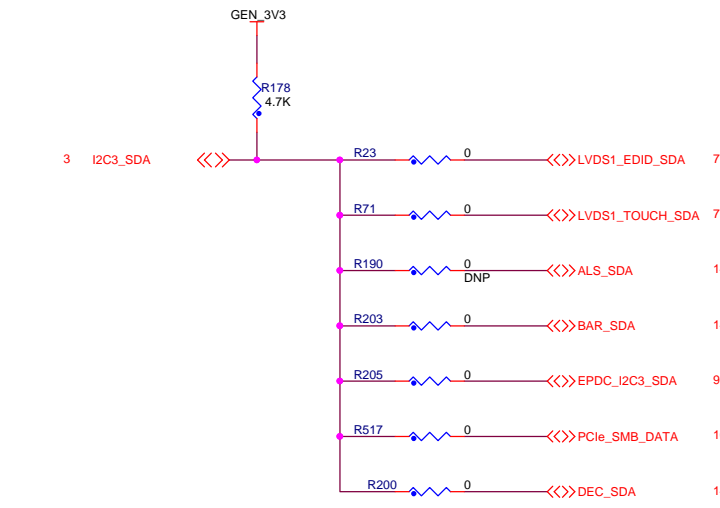 GEN_3V3
R178
4.7K
3 I2C3_SDA
R23 0 LVDS1_EDID_SDA 7
R71 0 LVDS1_TOUCH_SDA 7
R190 0 ALS_SDA 1
DNP
R203 0 BAR_SDA 1
R205 0 EPDC_I2C3_SDA 9
R517 0 PCIe_SMB_DATA 1
R200 0 DEC_SDA 1